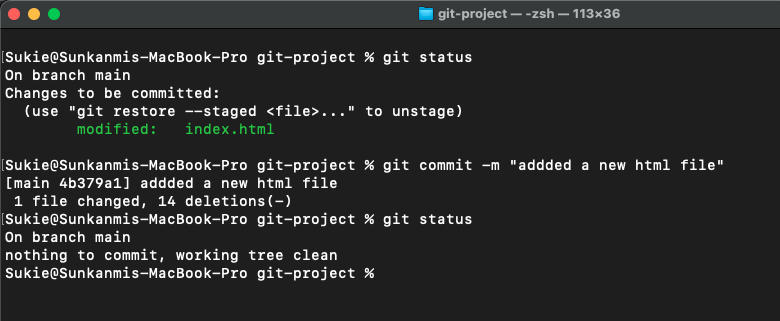 git-project — -zsh — 113×36
[Sukie@Sunkanmis-MacBook-Pro git-project % git status
On branch main
Changes to be committed:
  (use "git restore --staged <file>..." to unstage)
        modified:   index.html
[Sukie@Sunkanmis-MacBook-Pro git-project % git commit -m "addded a new html file"
[main 4b379a1] addded a new html file
 1 file changed, 14 deletions(-)
[Sukie@Sunkanmis-MacBook-Pro git-project % git status
On branch main
nothing to commit, working tree clean
Sukie@Sunkanmis-MacBook-Pro git-project %